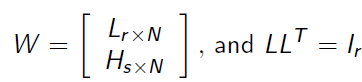 W = [ L_{r×N} H_{s×N} ], and LL^T = I_r